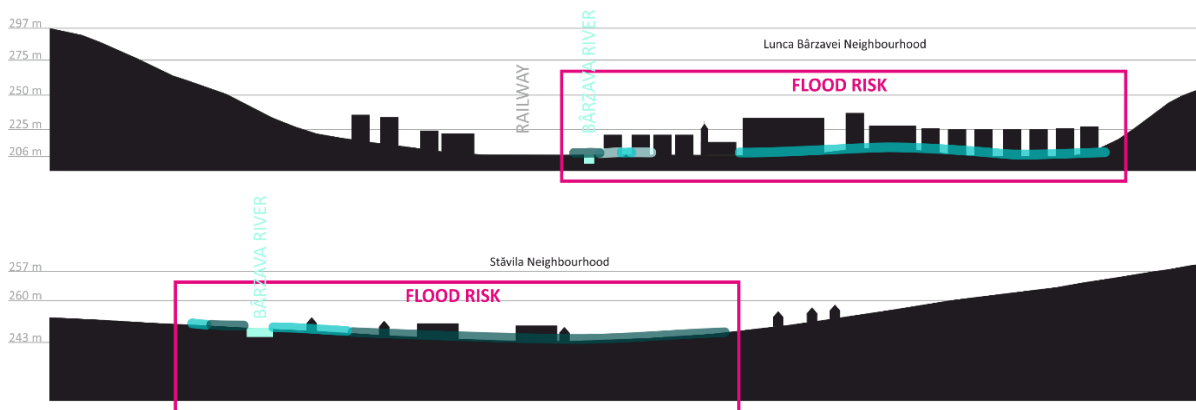 297 m
275 m
250 m
225 m
206 m
RAILWAY
BÂRZAVA RIVER
Lunca Bârzavei Neighbourhood
FLOOD RISK
257 m
260 m
243 m
BÂRZAVA RIVER
Stăvila Neighbourhood
FLOOD RISK